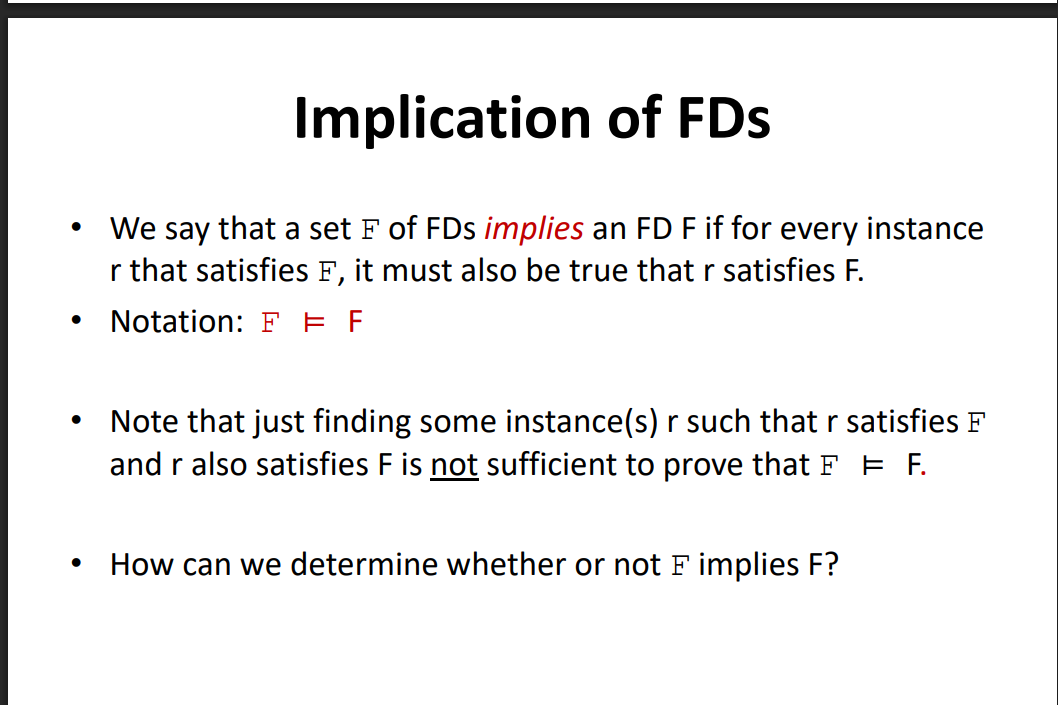 Implication of FDs
• We say that a set F of FDs implies an FD F if for every instance
r that satisfies F, it must also be true that r satisfies F.
• Notation: F ⊨ F
• Note that just finding some instance(s) r such that r satisfies F
and r also satisfies F is not sufficient to prove that F ⊨ F.
• How can we determine whether or not F implies F?